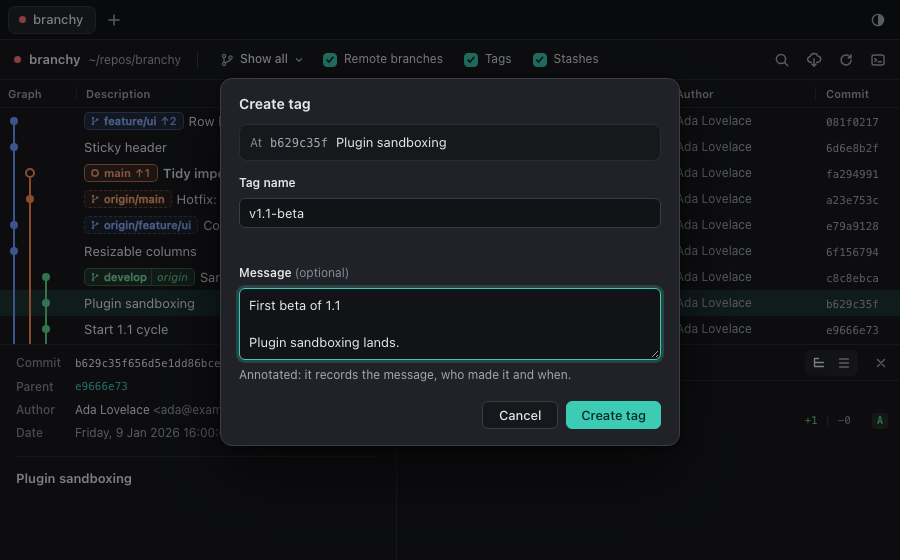 branchy
branchy ~/repos/branchy Show all Remote branches Tags Stashes
Graph Description Author Commit
feature/ui ↑2 Row 081f0217
Ada Lovelace
Sticky header Ada Lovelace 6d6e8b2f
main ↑1 Tidy Ada Lovelace fa294991
origin/main Hotfix: Ada Lovelace a23e753c
origin/feature/ui Ada Lovelace e79a9128
Resizable columns Ada Lovelace 6f156794
develop origin Ada Lovelace c8c8ebca
Plugin sandboxing Ada Lovelace b629c35f
Start 1.1 cycle Ada Lovelace e9666e73
Create tag
At b629c35f Plugin sandboxing
Tag name
v1.1-beta
Message (optional)
First beta of 1.1
Plugin sandboxing lands.
Annotated: it records the message, who made it and when.
Cancel Create tag
Commit b629c35f656d5e1dd86bce
Parent e9666e73
Author Ada Lovelace
Date Friday, 9 Jan 2026 16:00:
+1 −0 A
Plugin sandboxing